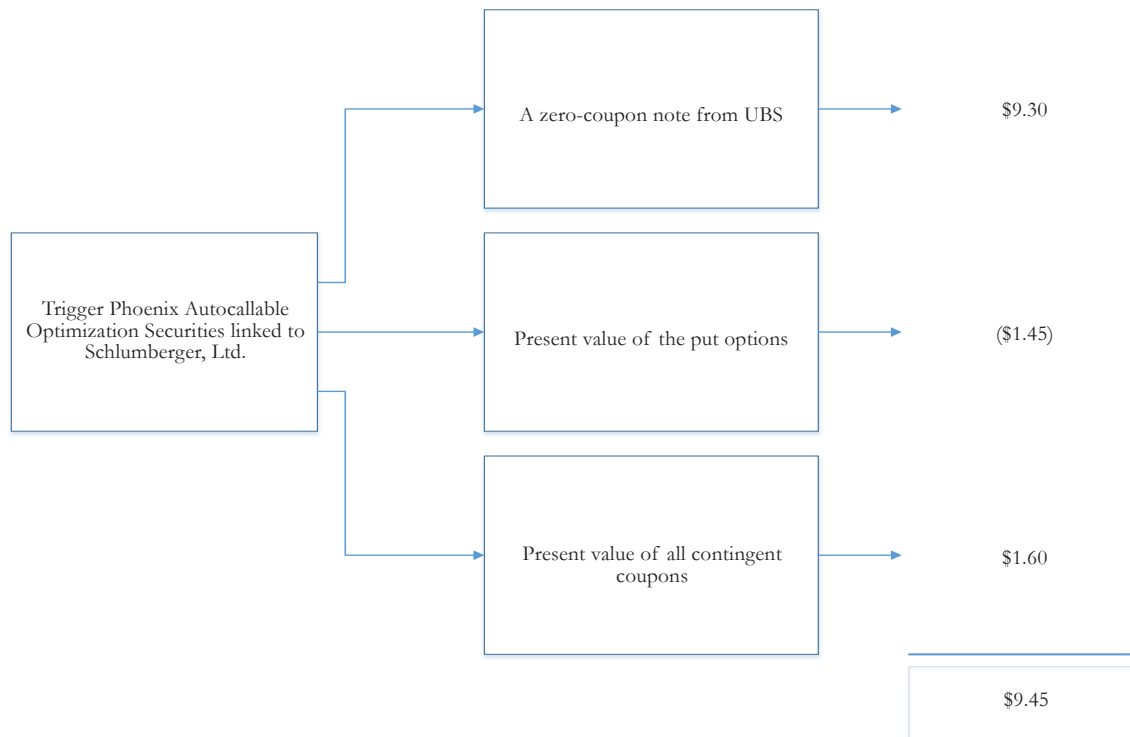 A zero-coupon note from UBS
$9.30
Trigger Phoenix Autocallable
Optimization Securities linked to
Schlumberger, Ltd.
Present value of the put options
($1.45)
Present value of all contingent
coupons
$1.60
$9.45